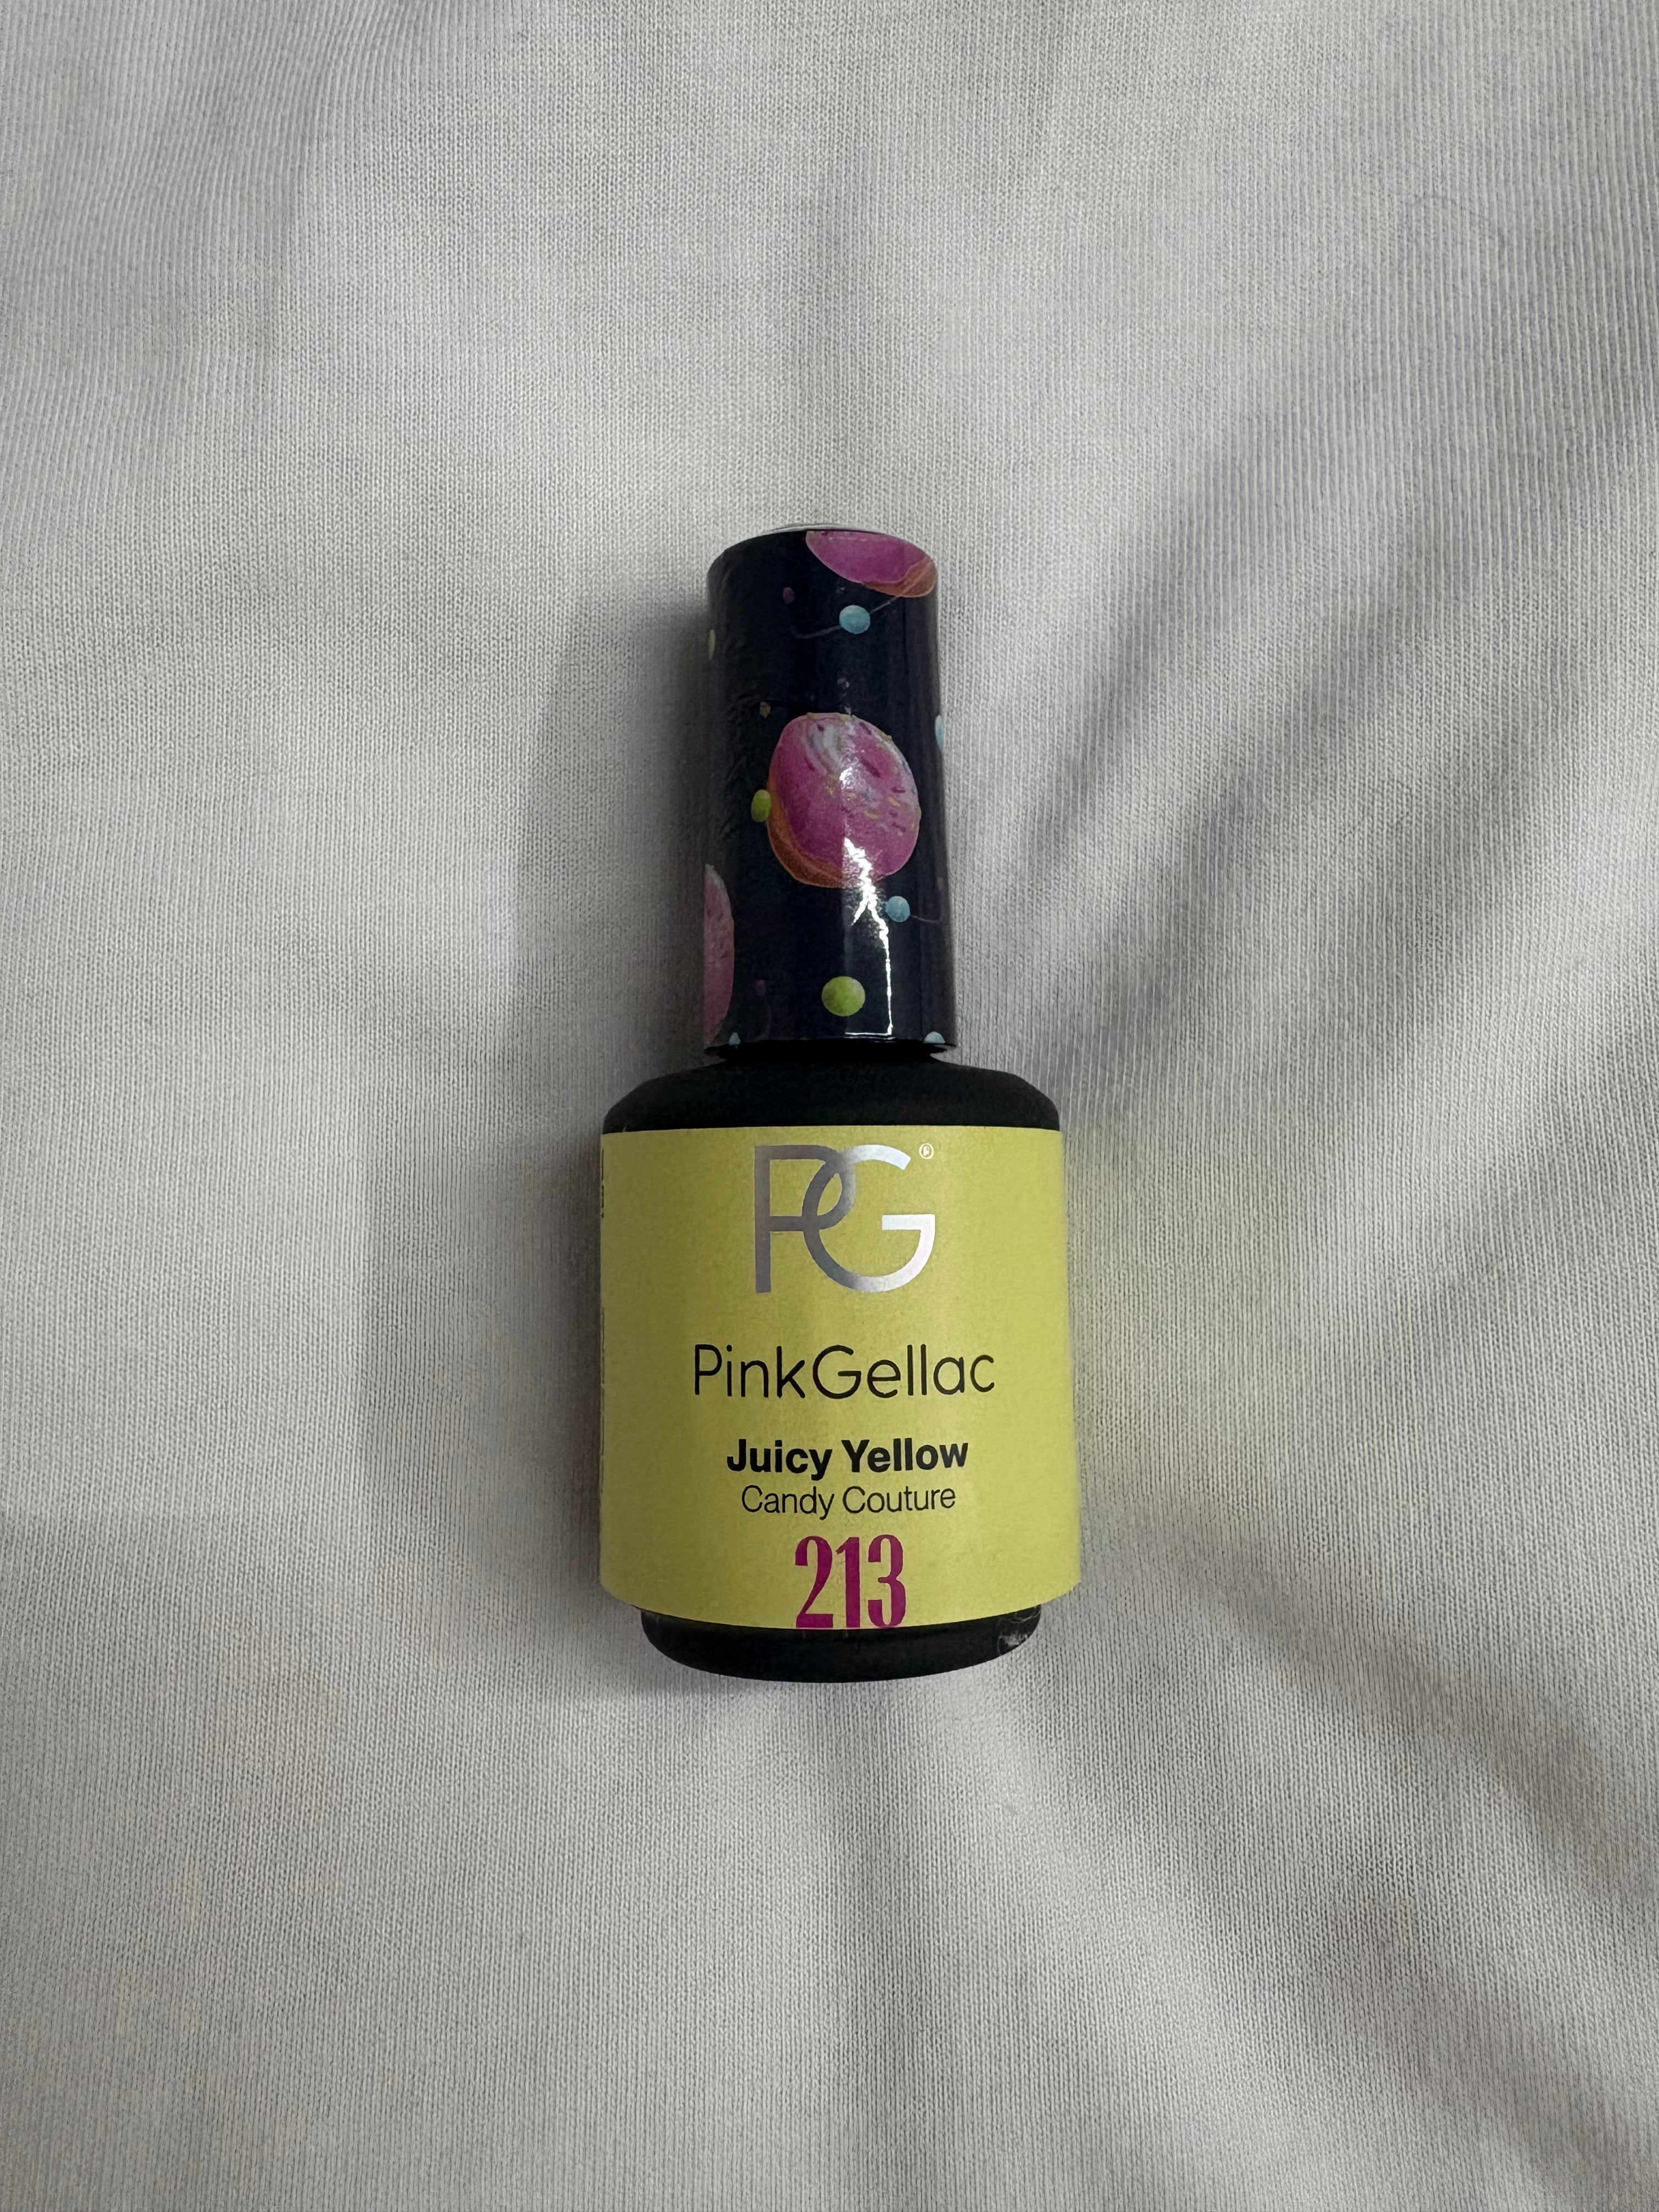 PG®
PinkGellac
Juicy Yellow
Candy Couture
213